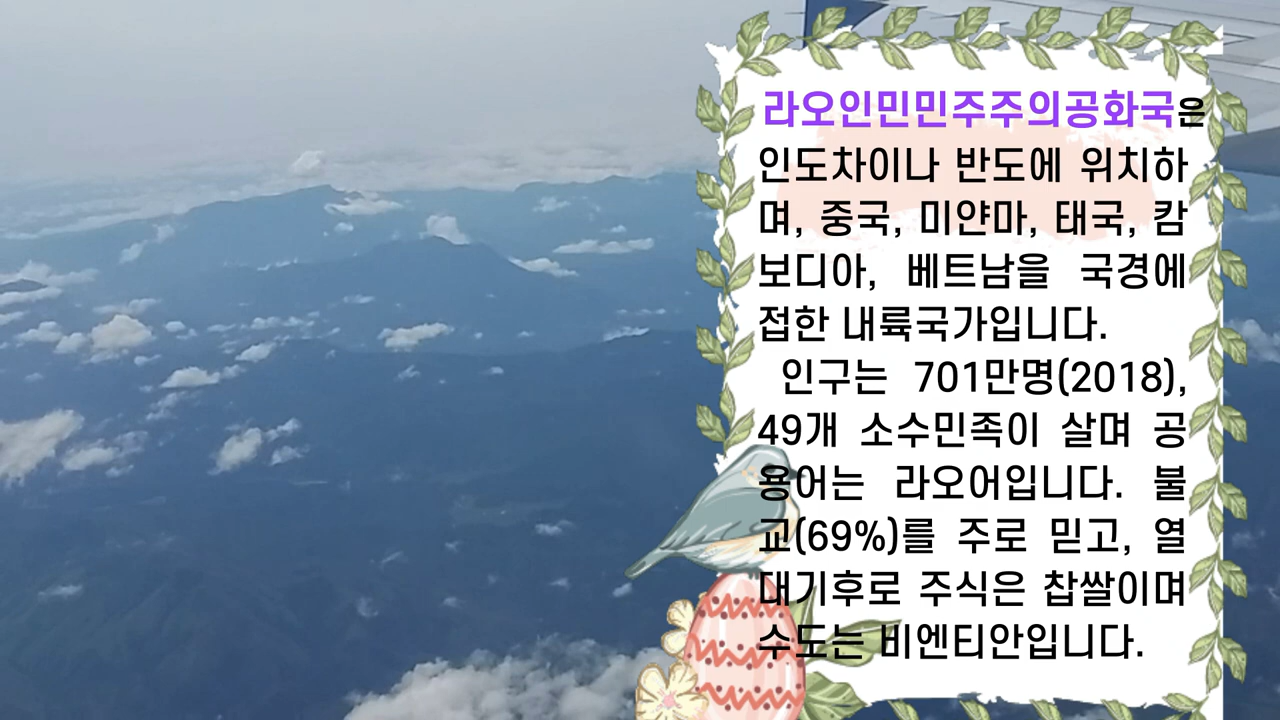 라오인민민주주의공화국은
인도차이나 반도에 위치하
며, 중국, 미얀마, 태국, 캄
보디아, 베트남을 국경에
접한 내륙국가입니다.
인구는 701만명(2018),
49개 소수민족이 살며 공
용어는 라오어입니다. 불
교(69%)를 주로 믿고, 열
대기후로 주식은 찹쌀이며
수도는 비엔티안입니다.